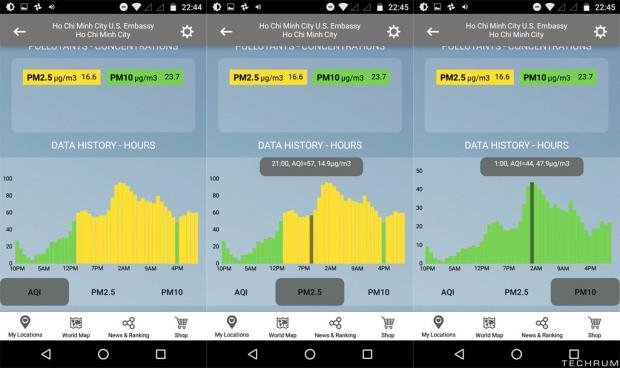 22:44
Ho Chi Minh City U.S. Embassy
Ho Chi Minh City
POLLUTANTS - CONCENTRATIONS
PM2.5 µg/m3 16.6 PM10 µg/m3 23.7
DATA HISTORY - HOURS
100
80
60
40
20
0
10PM 5AM 12PM 7PM 2AM 9AM 4PM
AQI PM2.5 PM10
My Locations World Map News & Ranking Shop
22:45
Ho Chi Minh City U.S. Embassy
Ho Chi Minh City
POLLUTANTS - CONCENTRATIONS
PM2.5 µg/m3 16.6 PM10 µg/m3 23.7
DATA HISTORY - HOURS
21:00, AQI=57, 14.9µg/m3
100
80
60
40
20
0
10PM 5AM 12PM 7PM 2AM 9AM 4PM
AQI PM2.5 PM10
My Locations World Map News & Ranking Shop
22:45
Ho Chi Minh City U.S. Embassy
Ho Chi Minh City
POLLUTANTS - CONCENTRATIONS
PM2.5 µg/m3 16.6 PM10 µg/m3 23.7
DATA HISTORY - HOURS
1:00, AQI=44, 47.9µg/m3
50
40
30
20
10
0
10PM 5AM 12PM 7PM 2AM 9AM 4PM
AQI PM2.5 PM10
My Locations World Map News & Ranking Shop
TECHRUM